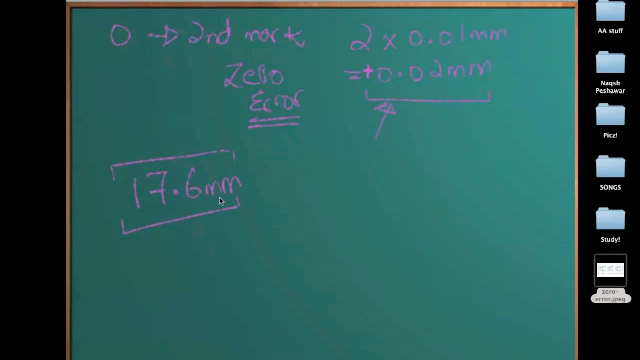 0 → 2nd mark
Zero
Error
2 x 0.01mm
=+0.02mm
17.6mm
AA stuff
Naqsh
Peshawar
Picz!
SONGS
Study!
zero-
error.jpeg